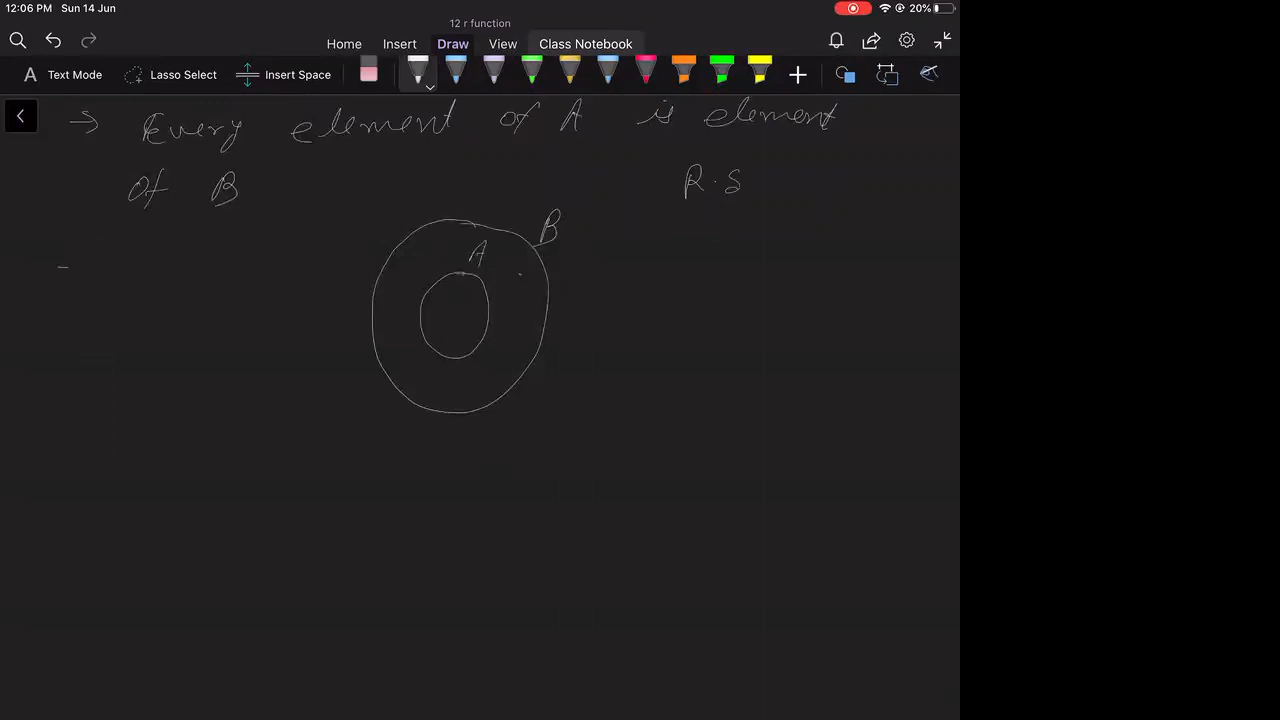 12:06 PM Sun 14 Jun 20%
12 r function
Home Insert Draw View Class Notebook
A Text Mode Lasso Select Insert Space
→ Every element of A is element
of B R.S
B
A